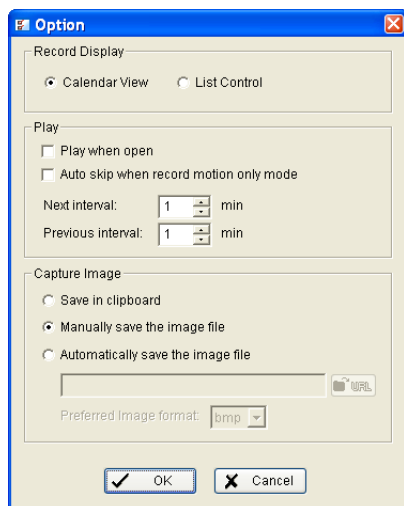 Option
Record Display
Calendar View List Control
Play
Play when open
Auto skip when record motion only mode
Next interval: 1 min
Previous interval: 1 min
Capture Image
Save in clipboard
Manually save the image file
Automatically save the image file
URL
Preferred Image format: bmp
OK Cancel